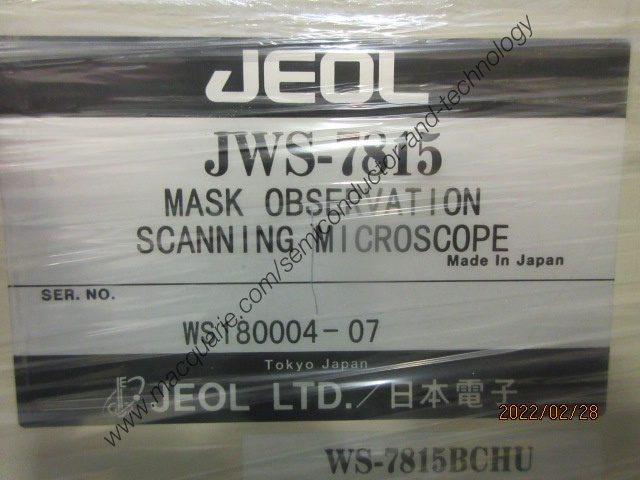 JEOL
JWS-7815
MASK OBSERVATION
SCANNING MICROSCOPE
Made In Japan
SER. NO.
WS180004-07
Tokyo Japan
JEOL LTD./日本電子
2022/02/28
WS-7815BCHU
www.macquarie.com/semiconductor-and-technology